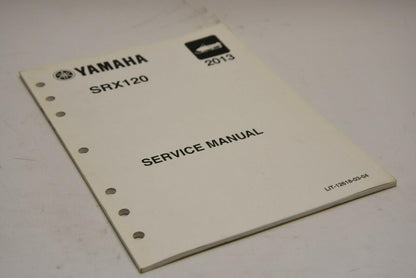 YAMAHA
2013
SRX120
SERVICE MANUAL
LIT-12618-03-04